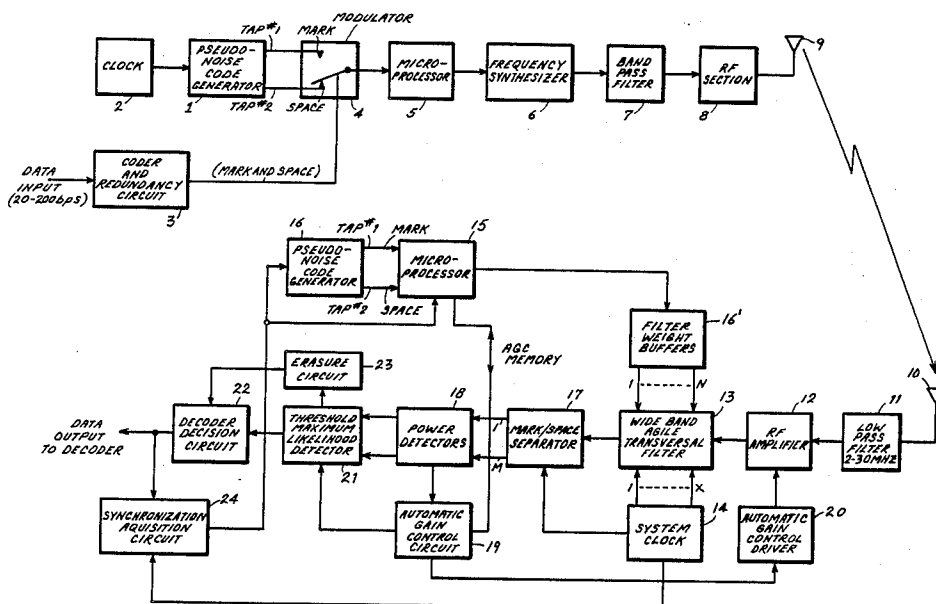 MODULATOR
TAP #1
MARK
CLOCK
2
PSEUDO-
NOISE
CODE
GENERATOR
1
TAP #2
SPACE
4
MICRO-
PROCESSOR
5
FREQUENCY
SYNTHESIZER
6
BAND
PASS
FILTER
7
RF
SECTION
8
9
DATA
INPUT
(20-200bps)
CODER
AND
REDUNDANCY
CIRCUIT
3
(MARK AND SPACE)
16
PSEUDO-
NOISE
CODE
GENERATOR
TAP #1
MARK
TAP #2
SPACE
15
MICRO-
PROCESSOR
16'
FILTER
WEIGHT
BUFFERS
AGC
MEMORY
ERASURE
CIRCUIT
23
22
DECODER
DECISION
CIRCUIT
DATA
OUTPUT
TO DECODER
THRESHOLD
MAXIMUM
LIKELIHOOD
DETECTOR
21
18
POWER
DETECTORS
1
M
17
MARK/SPACE
SEPARATOR
1
N
13
WIDE BAND
AGILE
TRANSVERSAL
FILTER
1
X
12
RF
AMPLIFIER
11
LOW
PASS
FILTER
2-30MHZ
10
24
SYNCHRONIZATION
AQUISITION
CIRCUIT
AUTOMATIC
GAIN
CONTROL
CIRCUIT
19
14
SYSTEM
CLOCK
AUTOMATIC
GAIN
CONTROL
DRIVER
20